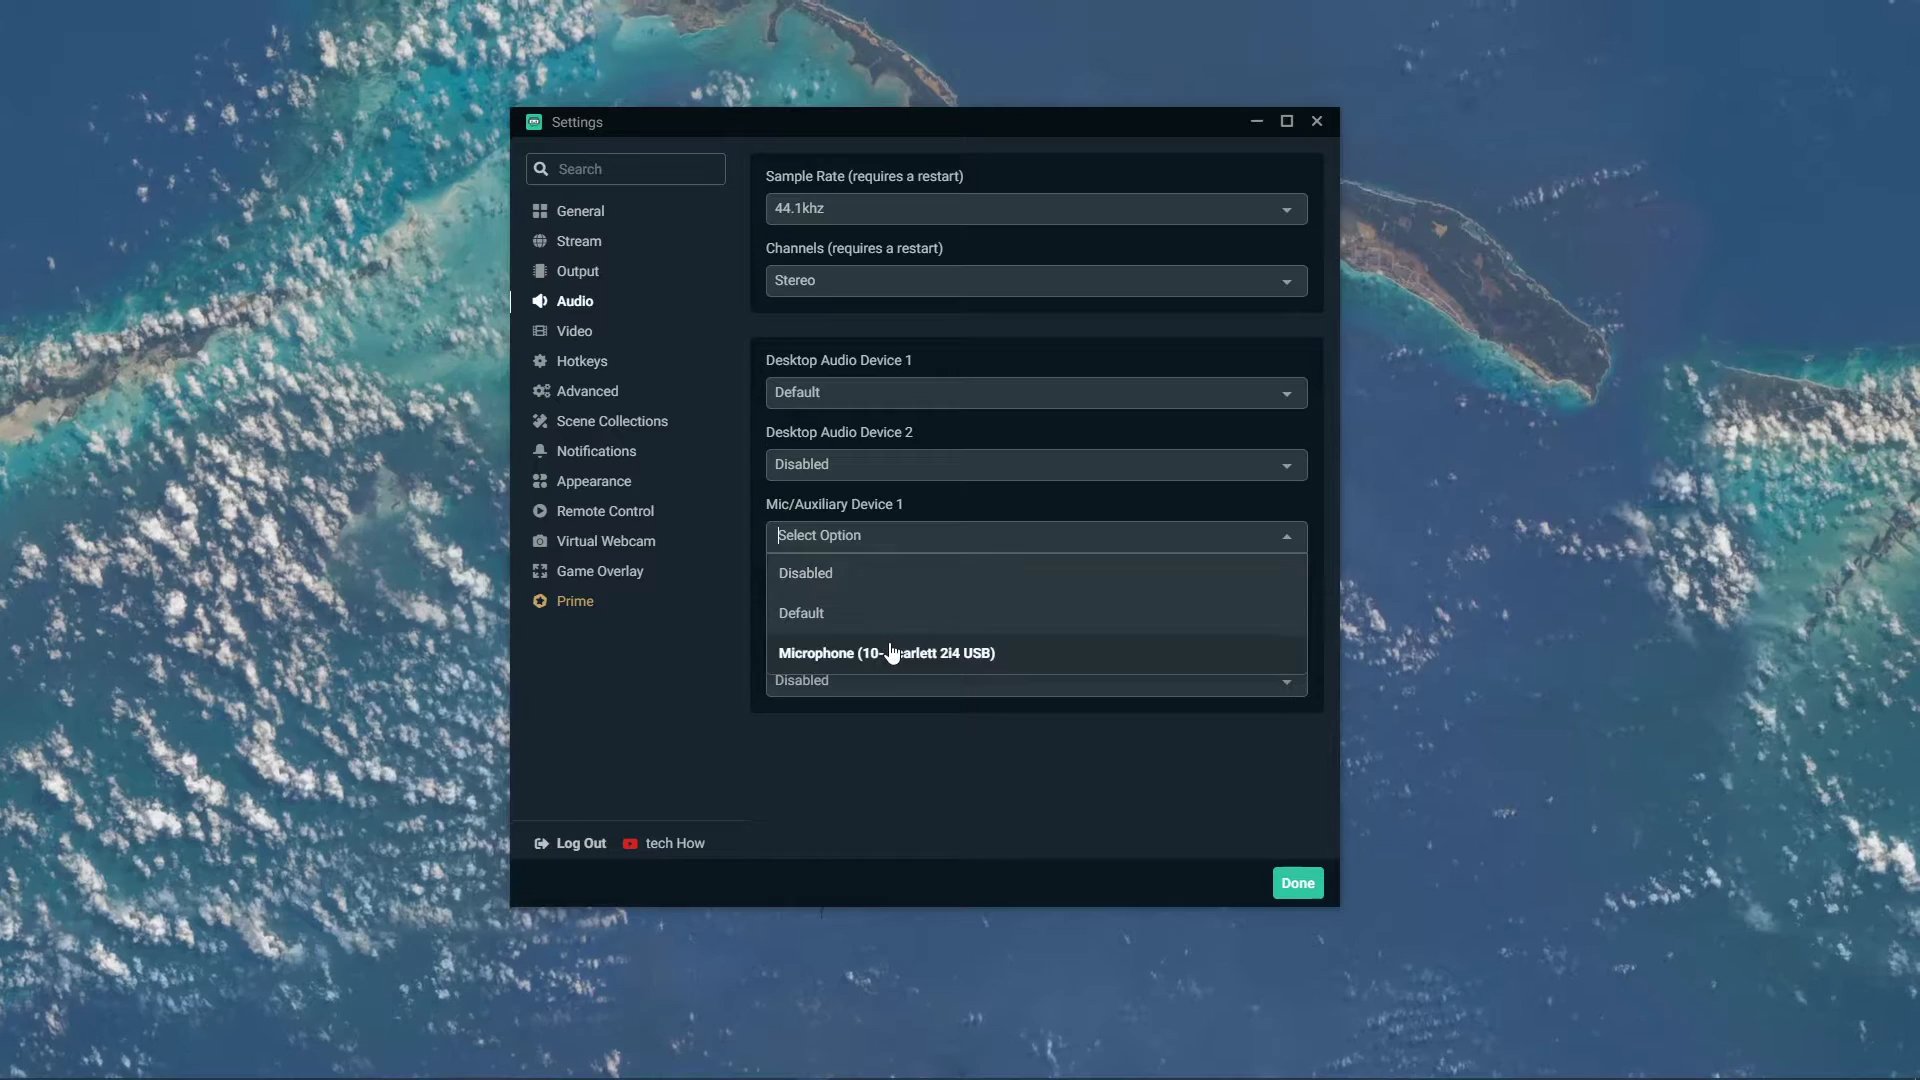 Settings
Search
General
Stream
Output
Audio
Video
Hotkeys
Advanced
Scene Collections
Notifications
Appearance
Remote Control
Virtual Webcam
Game Overlay
Prime
Log Out
tech How
Sample Rate (requires a restart)
44.1khz
Channels (requires a restart)
Stereo
Desktop Audio Device 1
Default
Desktop Audio Device 2
Disabled
Mic/Auxiliary Device 1
Select Option
Disabled
Default
Microphone (10- arlett 2i4 USB)
Disabled
Done